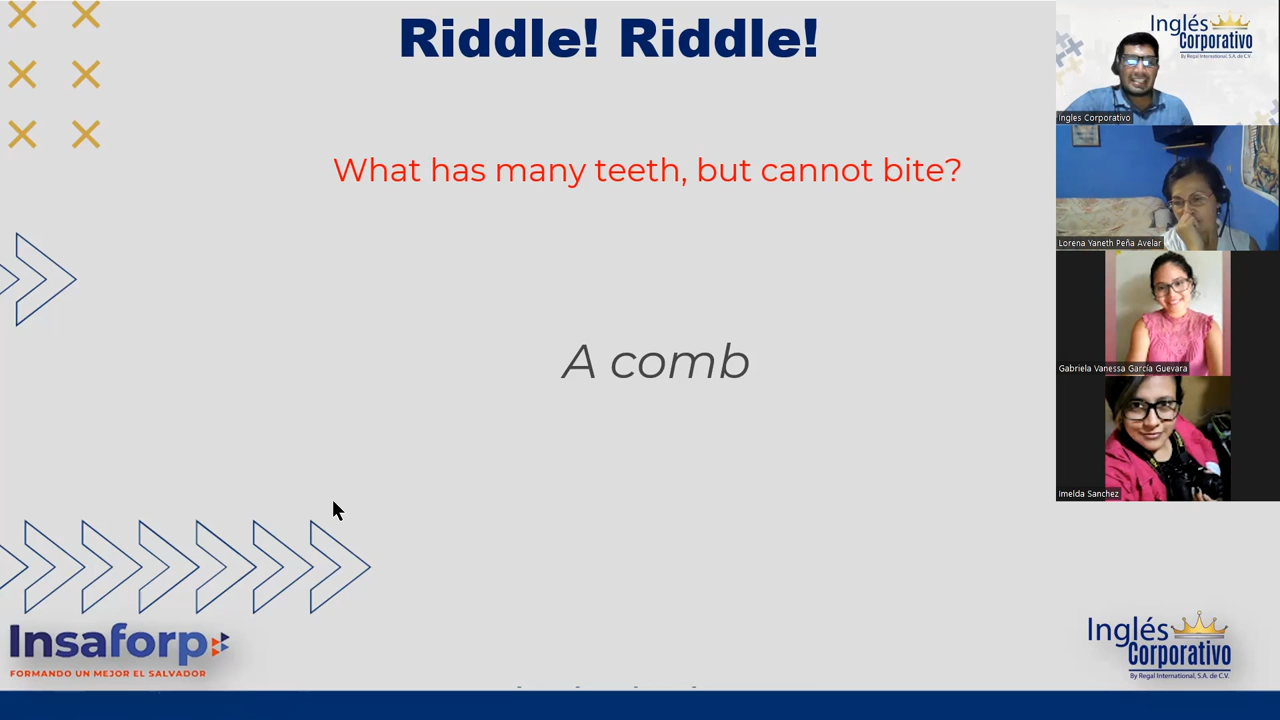 Riddle! Riddle!
What has many teeth, but cannot bite?
A comb
Insaforp
FORMANDO UN MEJOR EL SALVADOR
Inglés
Corporativo
By Regal International, S.A. de C.V.
Ingles Corporativo
Lorena Yaneth Peña Avelar
Gabriela Vanessa García Guevara
Imelda Sanchez
Inglés
Corporativo
By Regal International, S.A. de C.V.